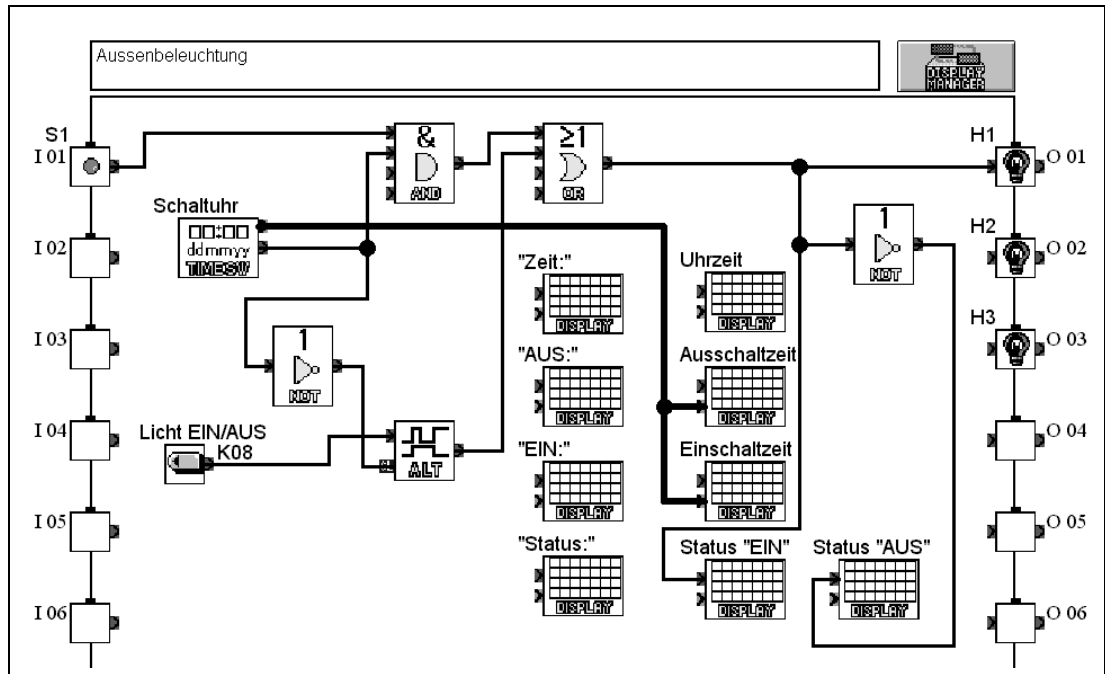 Aussenbeleuchtung
DISPLAY
MANAGER
S1
I 01
&
AND
≥1
OR
H1
O 01
Schaltuhr
ddmmyy
TIMESW
I 02
"Zeit:"
DISPLAY
Uhrzeit
DISPLAY
1
NOT
H2
O 02
I 03
1
NOT
"AUS:"
DISPLAY
Ausschaltzeit
DISPLAY
H3
O 03
I 04
Licht EIN/AUS
K08
ALT
"EIN:"
DISPLAY
Einschaltzeit
DISPLAY
O 04
I 05
"Status:"
DISPLAY
Status "EIN"
DISPLAY
Status "AUS"
DISPLAY
O 05
I 06
O 06